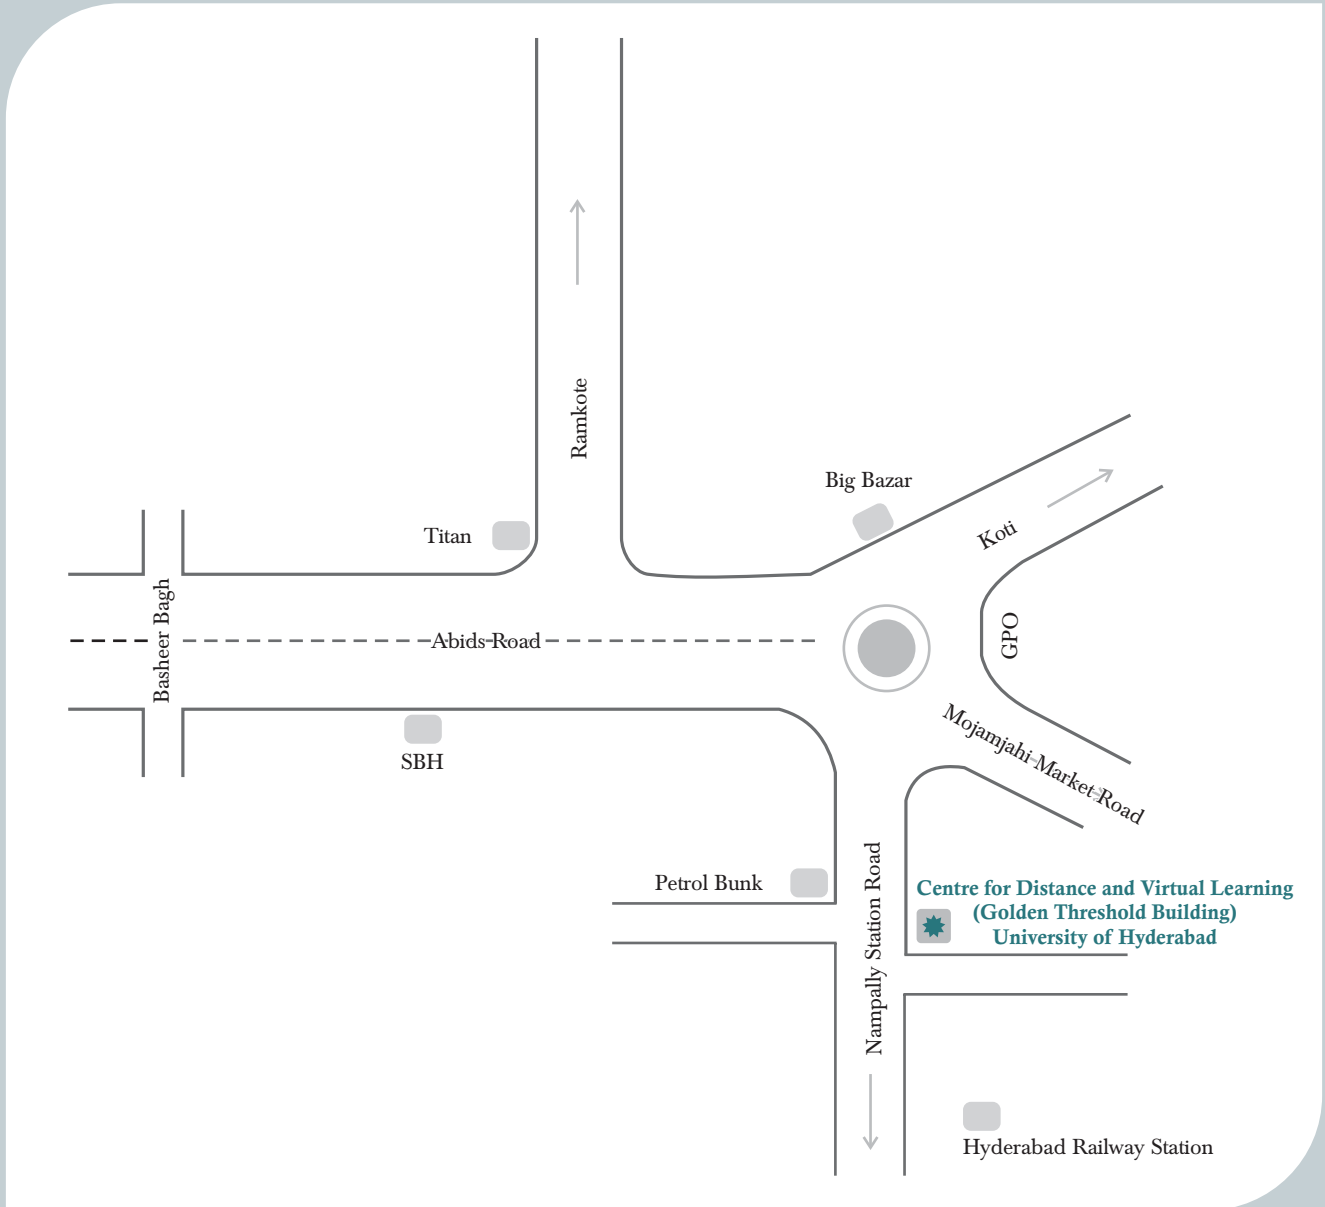 Ramkote
Big Bazar
Titan
Koti
Basheer Bagh
Abids Road
GPO
SBH
Mojamjahi Market Road
Petrol Bunk
Nampally Station Road
Centre for Distance and Virtual Learning
(Golden Threshold Building)
University of Hyderabad
Hyderabad Railway Station